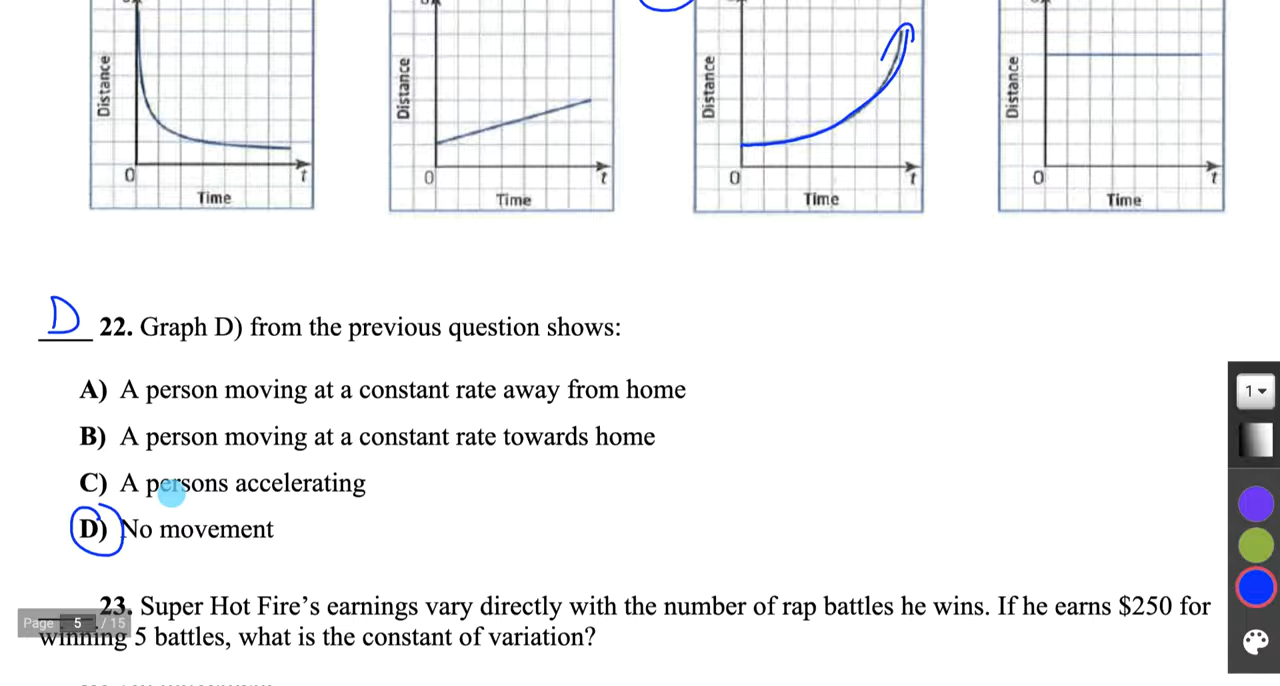 Distance
0
t
Time
Distance
0
t
Time
Distance
0
t
Time
Distance
0
t
Time
D 22. Graph D) from the previous question shows:
A) A person moving at a constant rate away from home
B) A person moving at a constant rate towards home
C) A persons accelerating
D) No movement
23. Super Hot Fire's earnings vary directly with the number of rap battles he wins. If he earns $250 for
winning 5 battles, what is the constant of variation?
Page 5 / 15
1